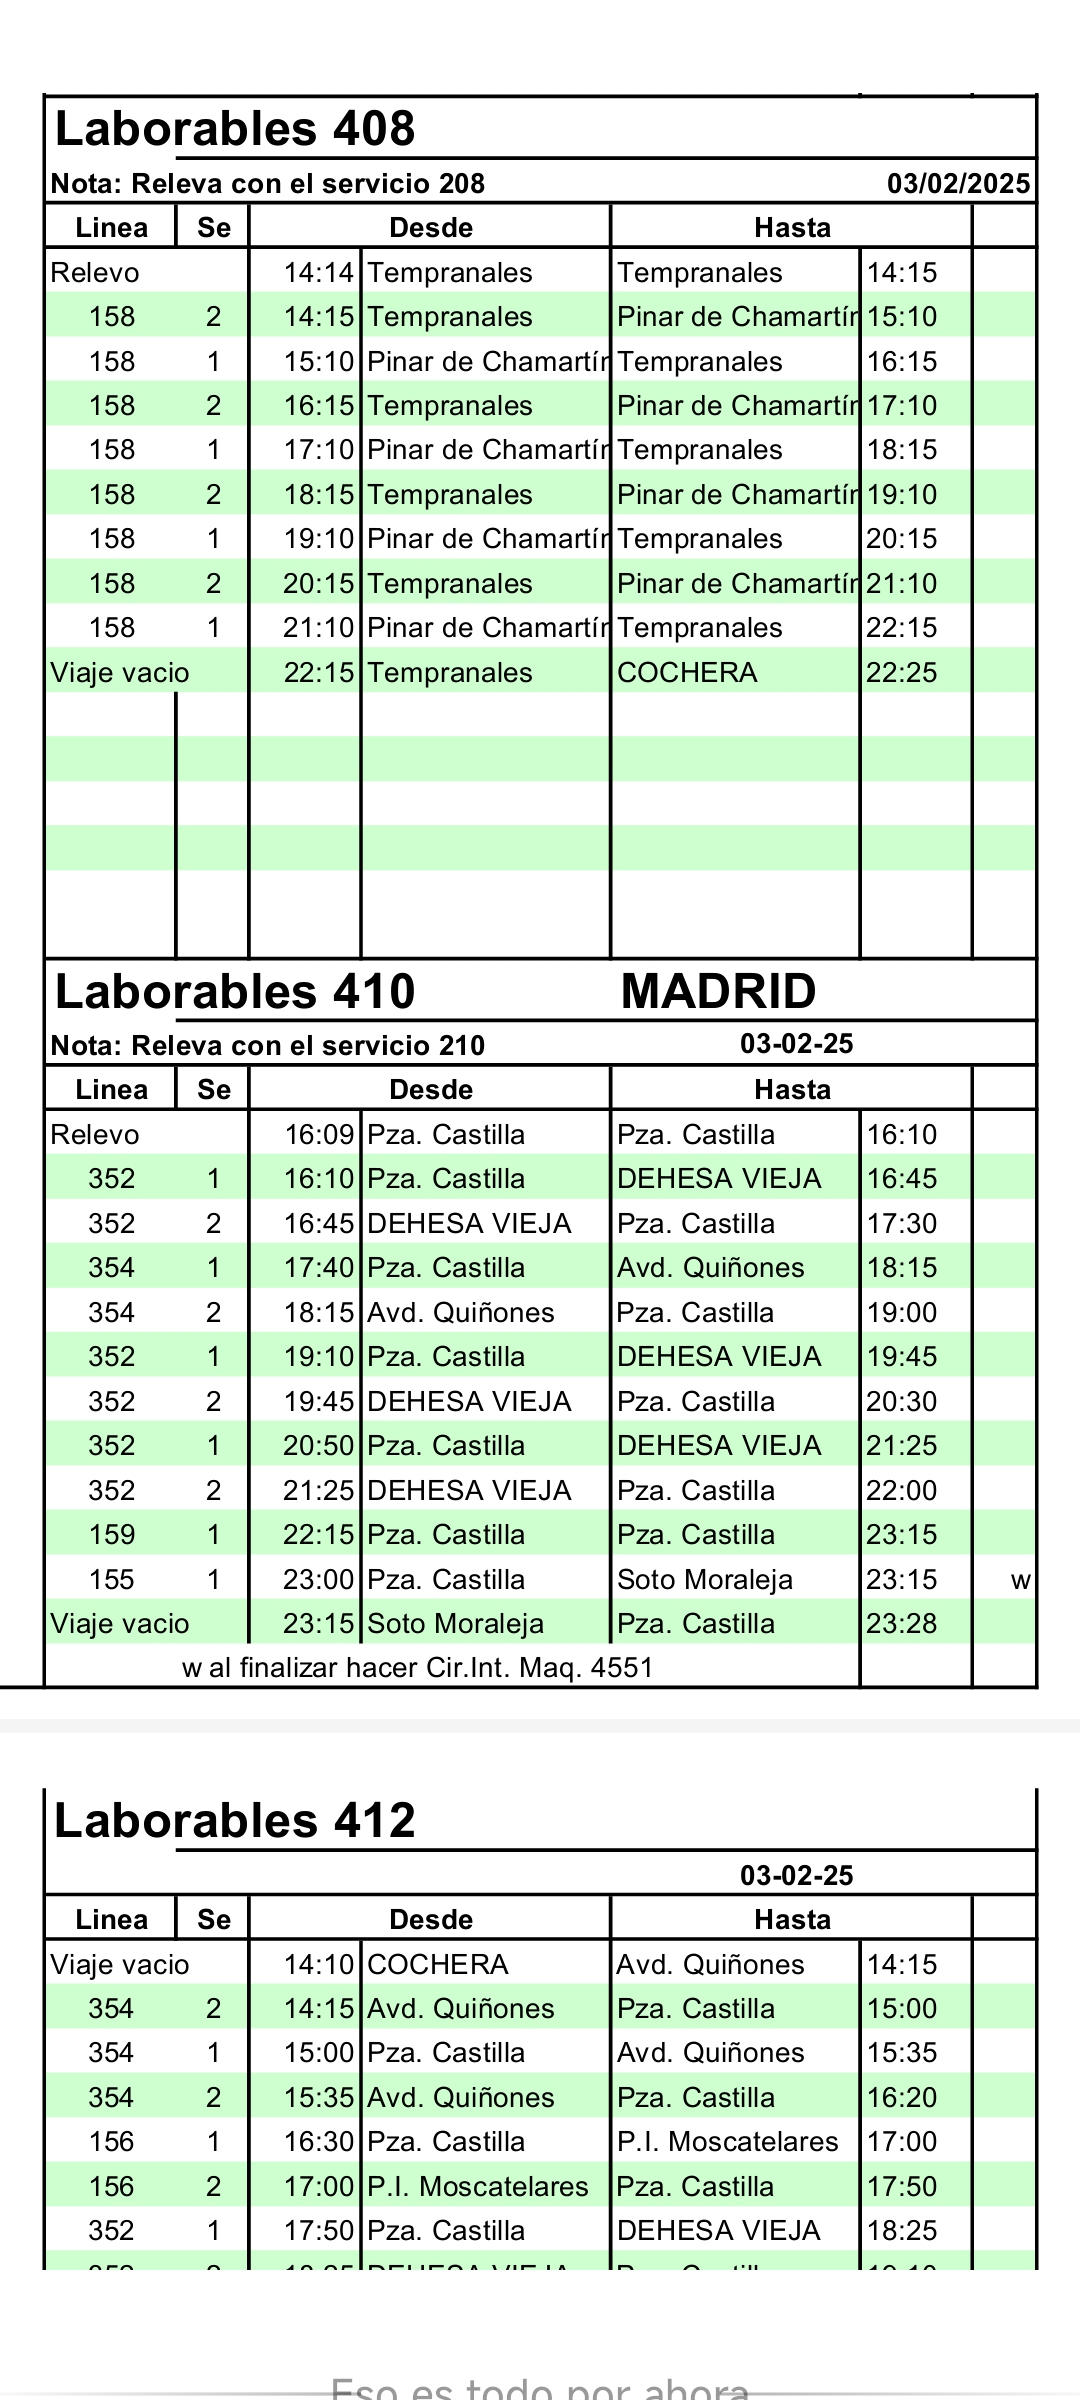 Laborables 408
Nota: Releva con el servicio 208 03/02/2025
Linea Se Desde Hasta
Relevo 14:14 Tempranales Tempranales 14:15
158 2 14:15 Tempranales Pinar de Chamartín 15:10
158 1 15:10 Pinar de Chamartín Tempranales 16:15
158 2 16:15 Tempranales Pinar de Chamartín 17:10
158 1 17:10 Pinar de Chamartín Tempranales 18:15
158 2 18:15 Tempranales Pinar de Chamartín 19:10
158 1 19:10 Pinar de Chamartín Tempranales 20:15
158 2 20:15 Tempranales Pinar de Chamartín 21:10
158 1 21:10 Pinar de Chamartín Tempranales 22:15
Viaje vacio 22:15 Tempranales COCHERA 22:25
Laborables 410 MADRID
Nota: Releva con el servicio 210 03-02-25
Linea Se Desde Hasta
Relevo 16:09 Pza. Castilla Pza. Castilla 16:10
352 1 16:10 Pza. Castilla DEHESA VIEJA 16:45
352 2 16:45 DEHESA VIEJA Pza. Castilla 17:30
354 1 17:40 Pza. Castilla Avd. Quiñones 18:15
354 2 18:15 Avd. Quiñones Pza. Castilla 19:00
352 1 19:10 Pza. Castilla DEHESA VIEJA 19:45
352 2 19:45 DEHESA VIEJA Pza. Castilla 20:30
352 1 20:50 Pza. Castilla DEHESA VIEJA 21:25
352 2 21:25 DEHESA VIEJA Pza. Castilla 22:00
159 1 22:15 Pza. Castilla Pza. Castilla 23:15
155 1 23:00 Pza. Castilla Soto Moraleja 23:15 w
Viaje vacio 23:15 Soto Moraleja Pza. Castilla 23:28
w al finalizar hacer Cir.Int. Maq. 4551
Laborables 412
03-02-25
Linea Se Desde Hasta
Viaje vacio 14:10 COCHERA Avd. Quiñones 14:15
354 2 14:15 Avd. Quiñones Pza. Castilla 15:00
354 1 15:00 Pza. Castilla Avd. Quiñones 15:35
354 2 15:35 Avd. Quiñones Pza. Castilla 16:20
156 1 16:30 Pza. Castilla P.I. Moscatelares 17:00
156 2 17:00 P.I. Moscatelares Pza. Castilla 17:50
352 1 17:50 Pza. Castilla DEHESA VIEJA 18:25
Eso es todo por ahora